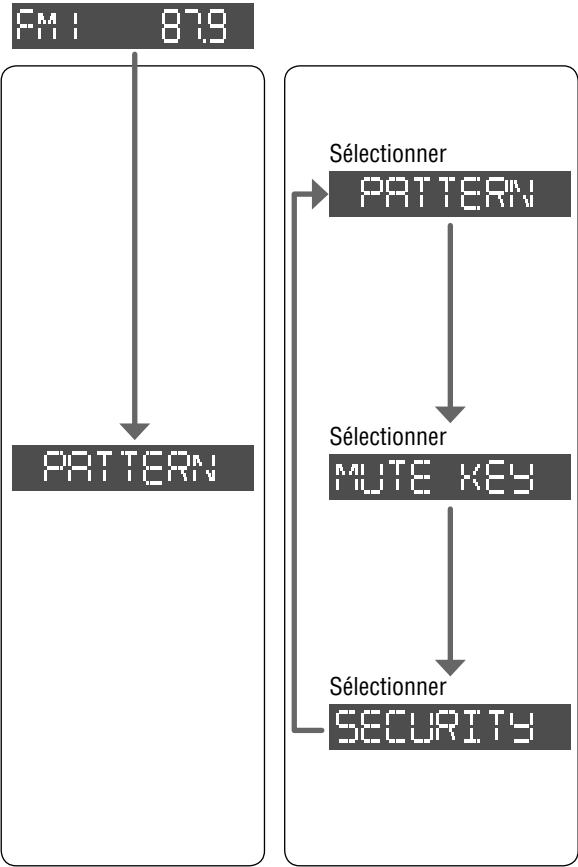 FM1 87.9
PATTERN
Sélectionner
PATTERN
Sélectionner
MUTE KEY
Sélectionner
SECURITY